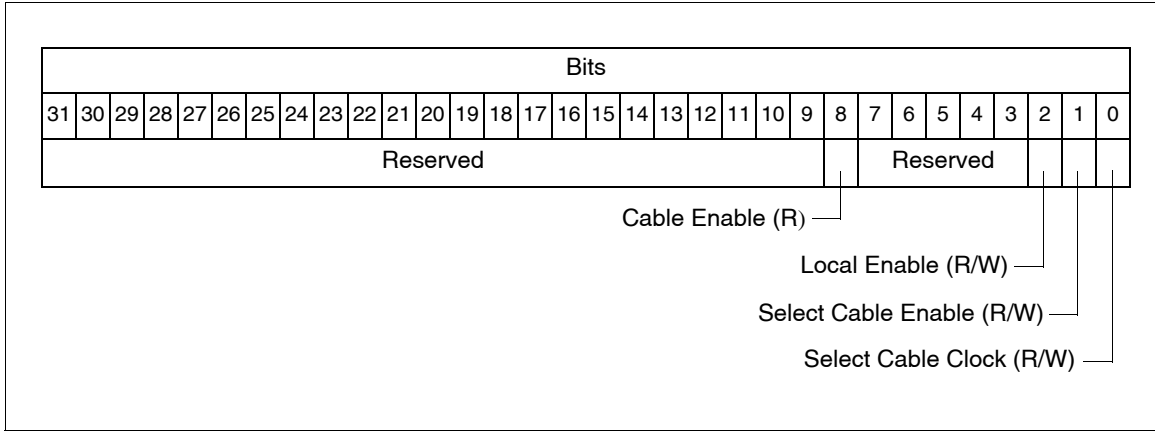 Bits
31 30 29 28 27 26 25 24 23 22 21 20 19 18 17 16 15 14 13 12 11 10 9 8 7 6 5 4 3 2 1 0
Reserved Reserved
Cable Enable (R)
Local Enable (R/W)
Select Cable Enable (R/W)
Select Cable Clock (R/W)